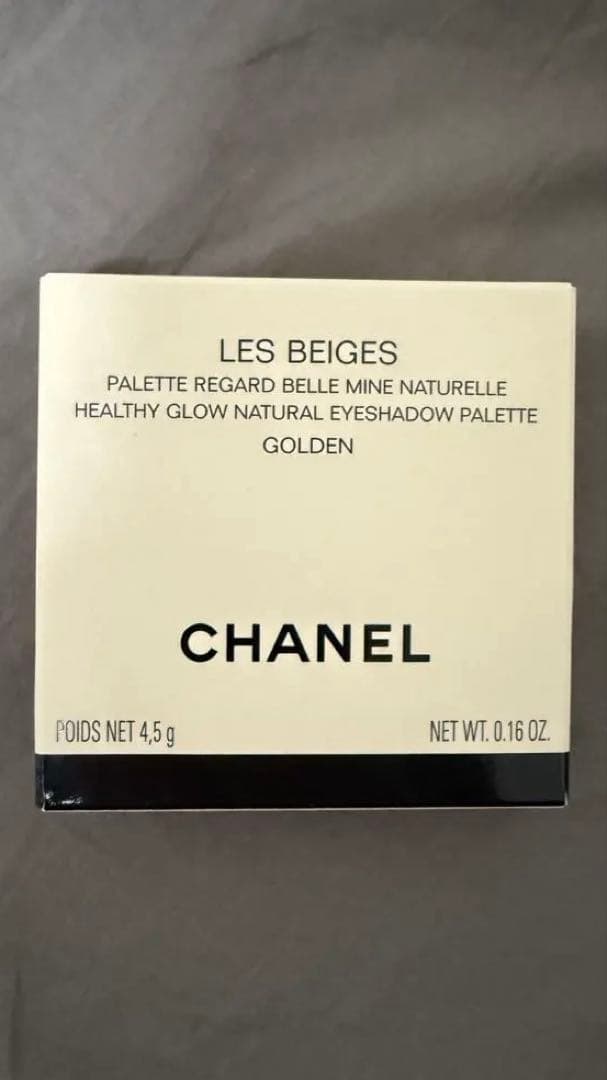 LES BEIGES
PALETTE REGARD BELLE MINE NATURELLE
HEALTHY GLOW NATURAL EYESHADOW PALETTE
GOLDEN
CHANEL
POIDS NET 4,5 g NET WT. 0.16 OZ.